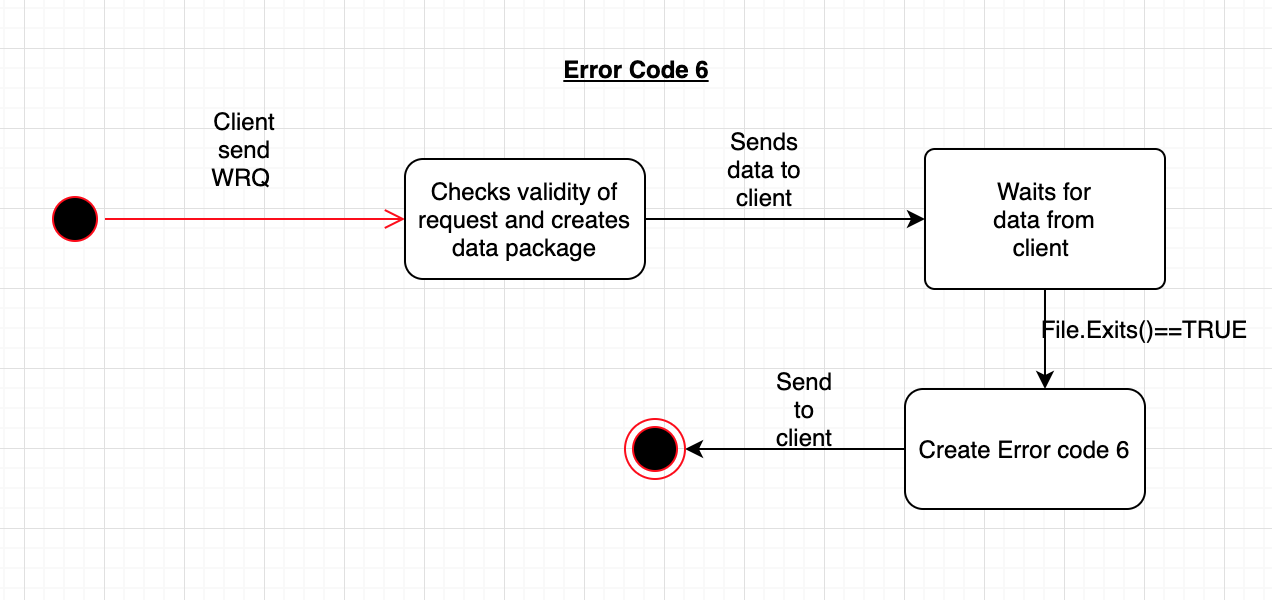 Error Code 6
Client
send
WRQ
Checks validity of
request and creates
data package
Sends
data to
client
Waits for
data from
client
File.Exits()==TRUE
Create Error code 6
Send
to
client